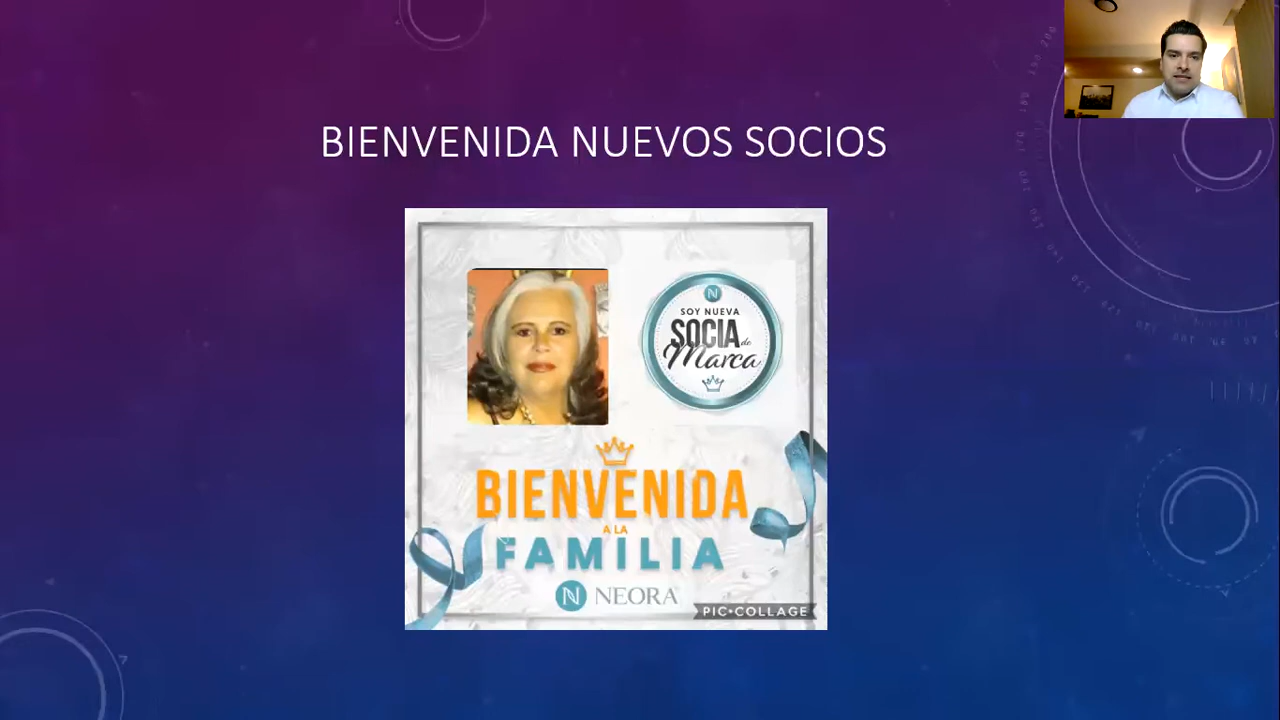 BIENVENIDA NUEVOS SOCIOS
N
SOY NUEVA
SOCIA de
Marca
BIENVENIDA
A LA
FAMILIA
N NEORA
PIC•COLLAGE